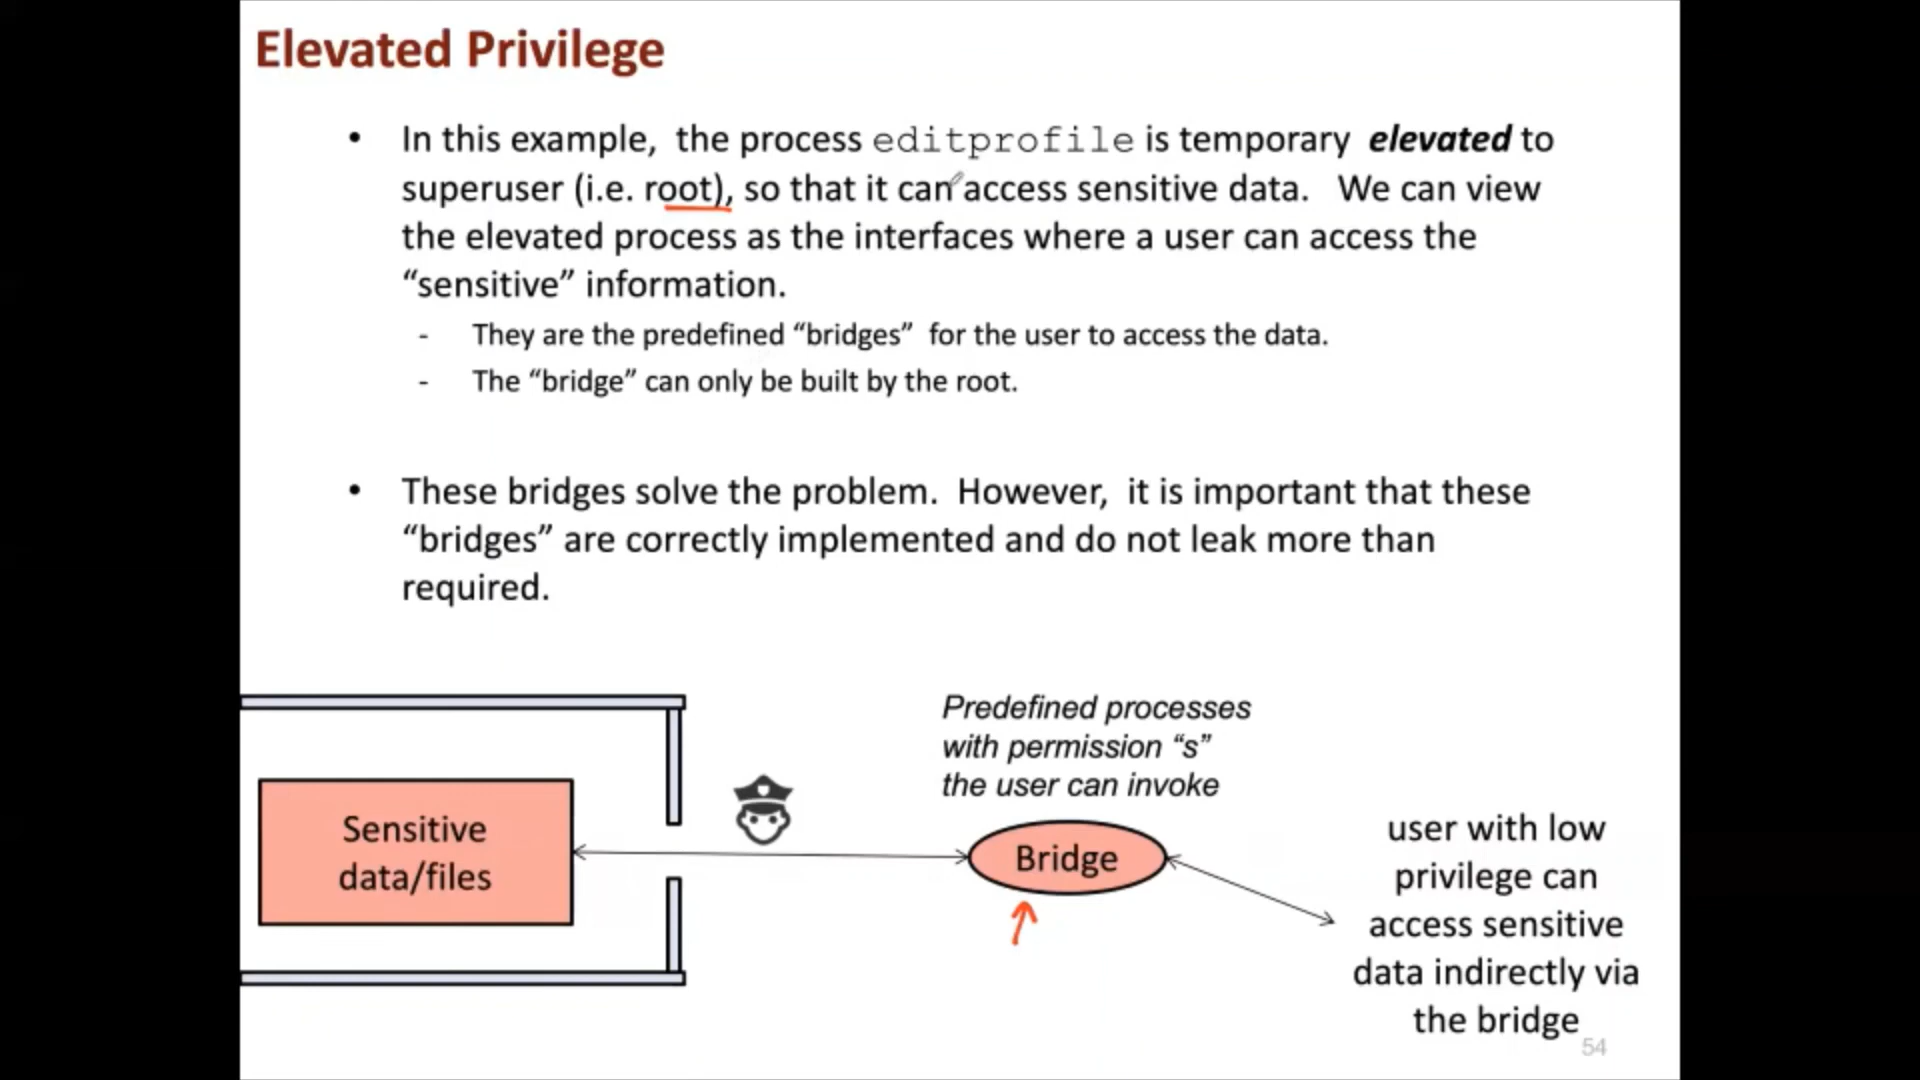 Elevated Privilege
• In this example, the process editprofile is temporary elevated to
superuser (i.e. root), so that it can access sensitive data. We can view
the elevated process as the interfaces where a user can access the
“sensitive” information.
- They are the predefined “bridges” for the user to access the data.
- The “bridge” can only be built by the root.
• These bridges solve the problem. However, it is important that these
“bridges” are correctly implemented and do not leak more than
required.
Predefined processes
with permission “s”
the user can invoke
Sensitive
data/files
Bridge
user with low
privilege can
access sensitive
data indirectly via
the bridge
54